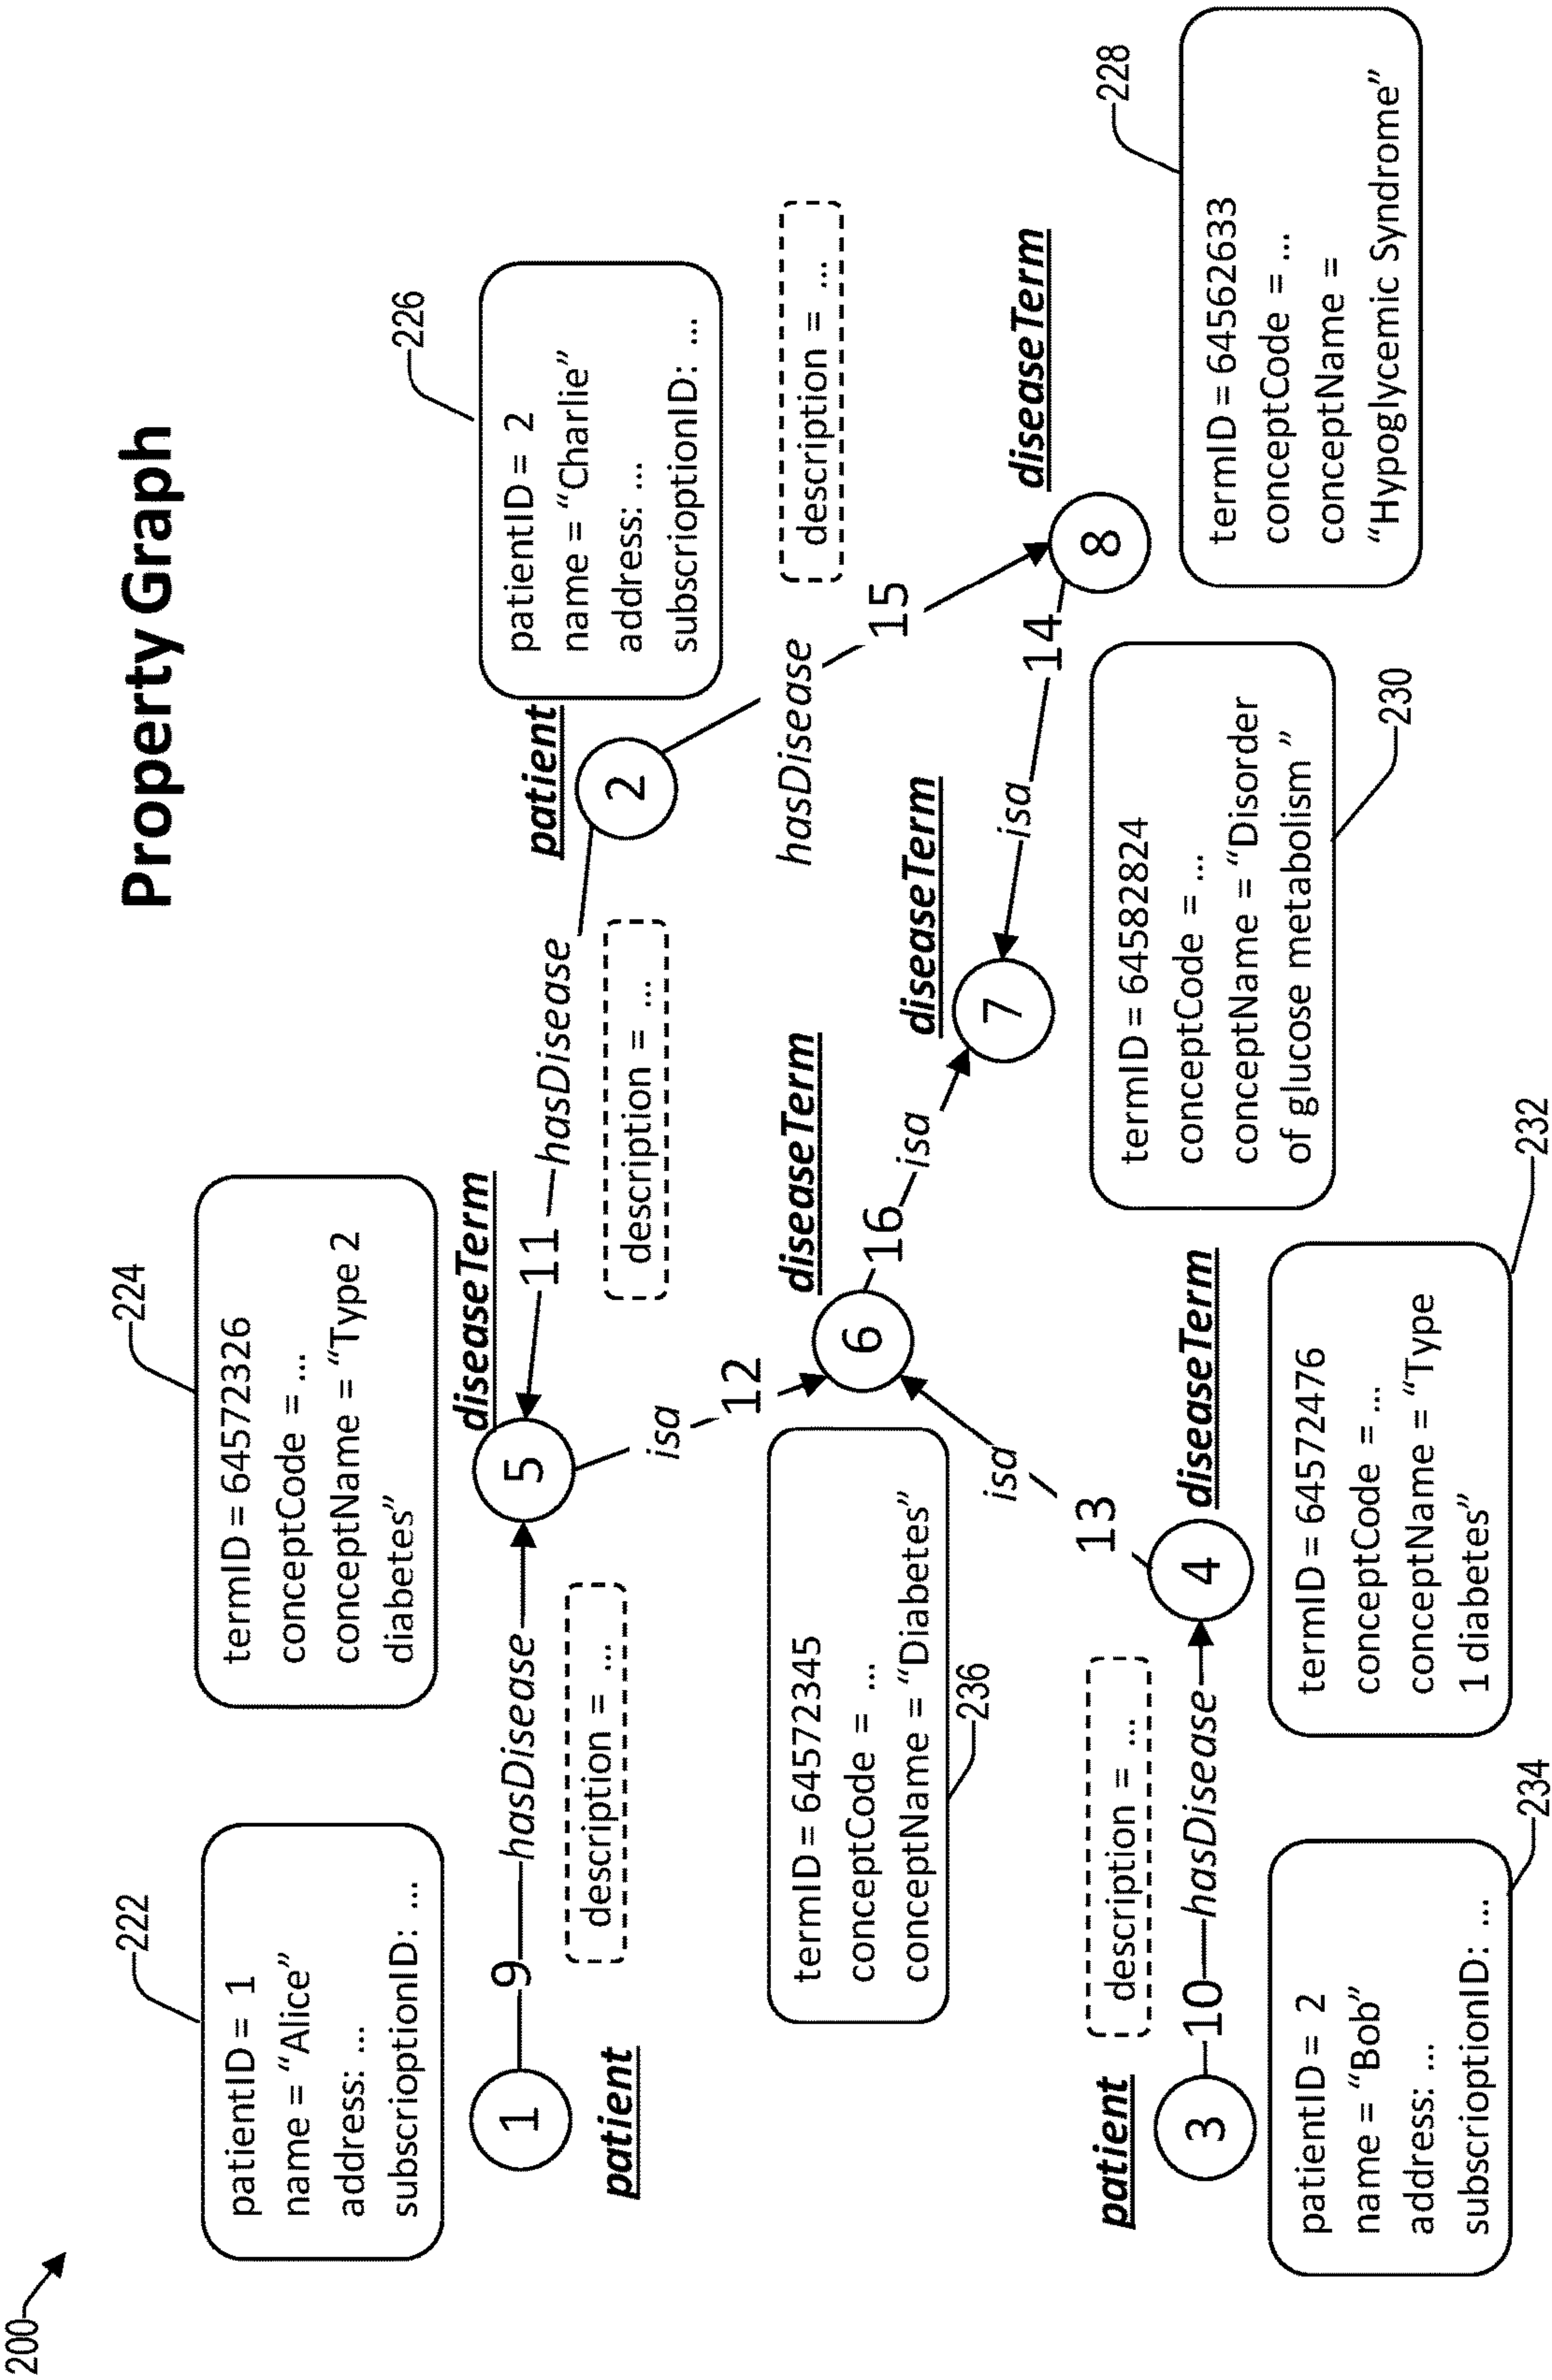 200
Property Graph
222
patientID = 1
name = “Alice”
address: ...
subscrioptionID: ...
224
termID = 64572326
conceptCode = ...
conceptName = “Type 2
diabetes”
226
patientID = 2
name = “Charlie”
address: ...
subscrioptionID: ...
1
patient
9
hasDisease
description = ...
5
diseaseTerm
11
hasDisease
description = ...
2
patient
hasDisease
15
description = ...
isa
12
termID = 64572345
conceptCode = ...
conceptName = “Diabetes”
236
6
diseaseTerm
16
isa
7
diseaseTerm
isa
14
8
diseaseTerm
isa
13
3
patient
10
hasDisease
description = ...
4
diseaseTerm
patientID = 2
name = “Bob”
address: ...
subscrioptionID: ...
234
termID = 64572476
conceptCode = ...
conceptName = “Type
1 diabetes”
232
termID = 64582824
conceptCode = ...
conceptName = “Disorder
of glucose metabolism ”
230
termID = 64562633
conceptCode = ...
conceptName =
“Hypoglycemic Syndrome”
228